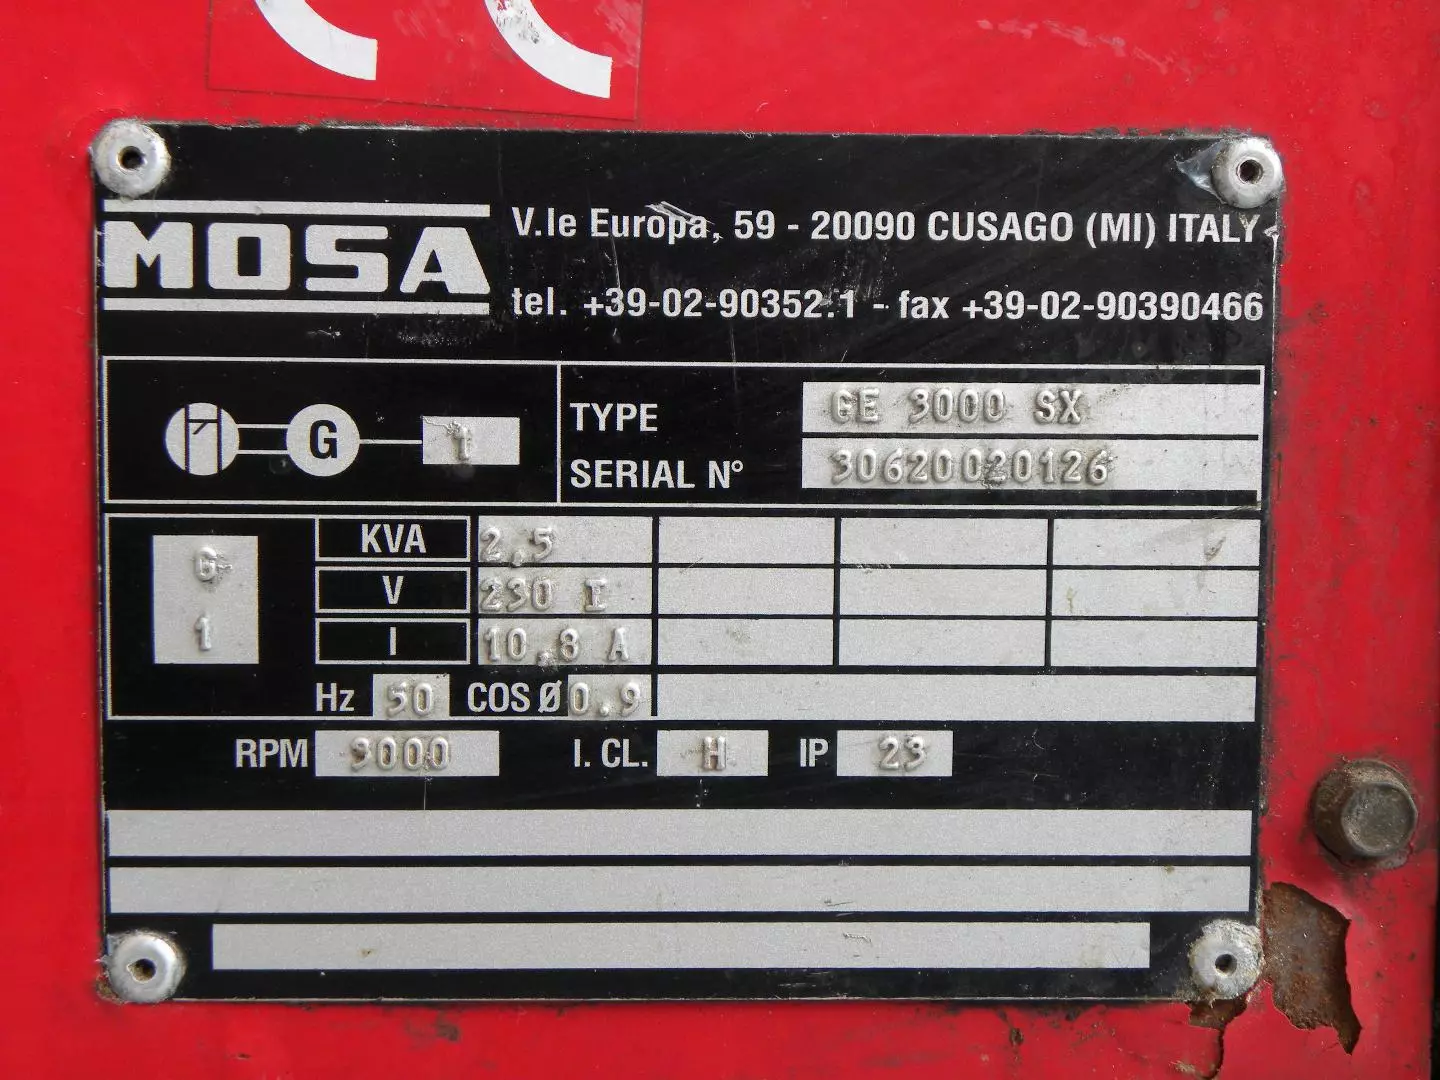 CE
MOSA
V.le Europa, 59 - 20090 CUSAGO (MI) ITALY
tel. +39-02-90352.1 - fax +39-02-90390466
G 1
TYPE GE 3000 SX
SERIAL N° 30620020126
G
1
KVA 2,5
V 230 I
I 10,8 A
Hz 50 COS Ø 0.9
RPM 3000 I. CL. H IP 23